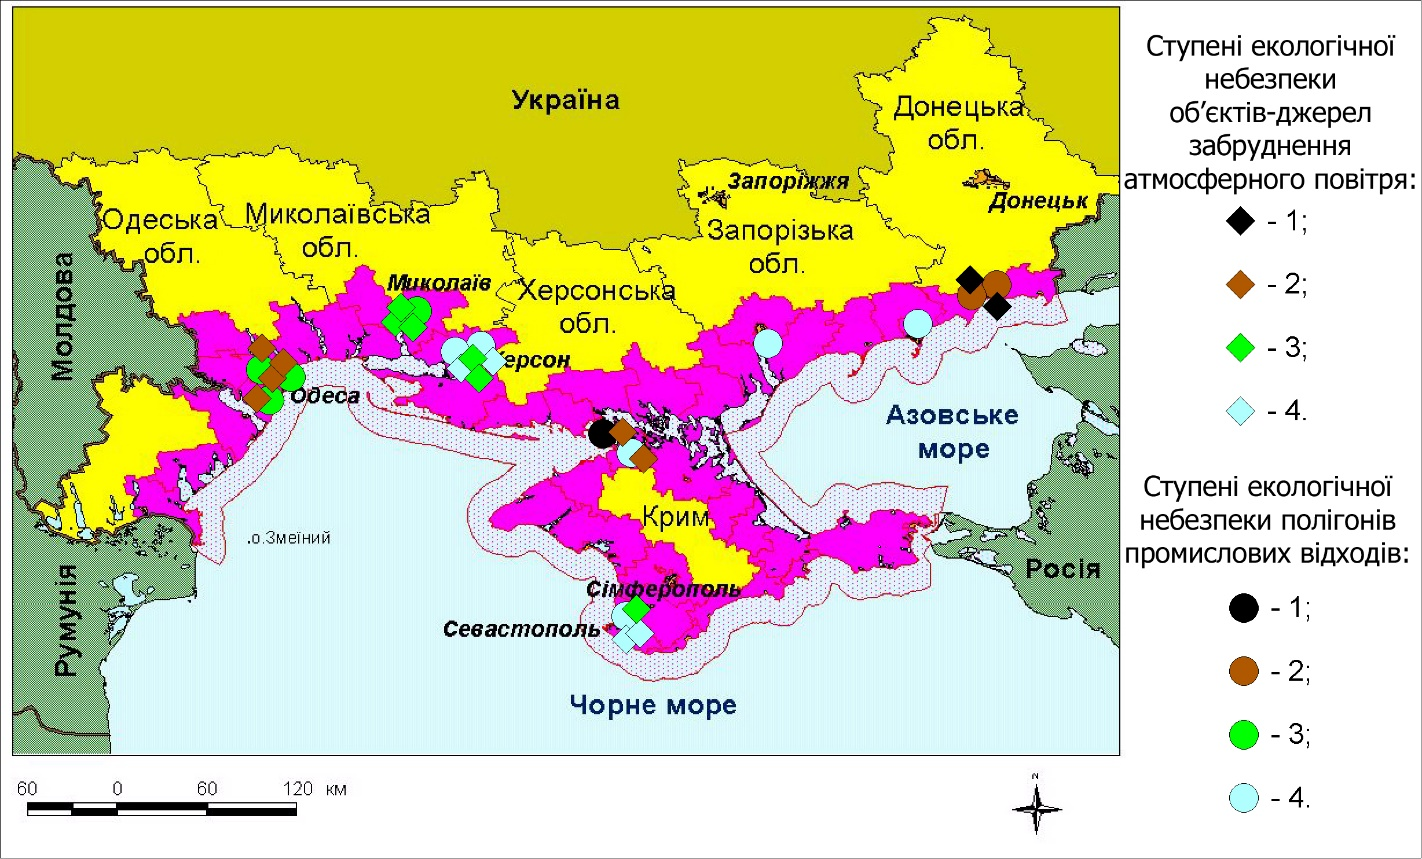 Україна
Донецька
обл.
Запоріжжя
Донецьк
Одеська
обл.
Миколаївська
обл.
Запорізька
обл.
Молдова
Миколаїв
Херсонська
обл.
ерсон
Одеса
Азовське
море
Крим
.о.Змеїний
Росія
Сімферополь
Румунія
Севастополь
Чорне море
60 0 60 120 км
N
Ступені екологічної
небезпеки
об’єктів-джерел
забруднення
атмосферного повітря:
- 1;
- 2;
- 3;
- 4.
Ступені екологічної
небезпеки полігонів
промислових відходів:
- 1;
- 2;
- 3;
- 4.